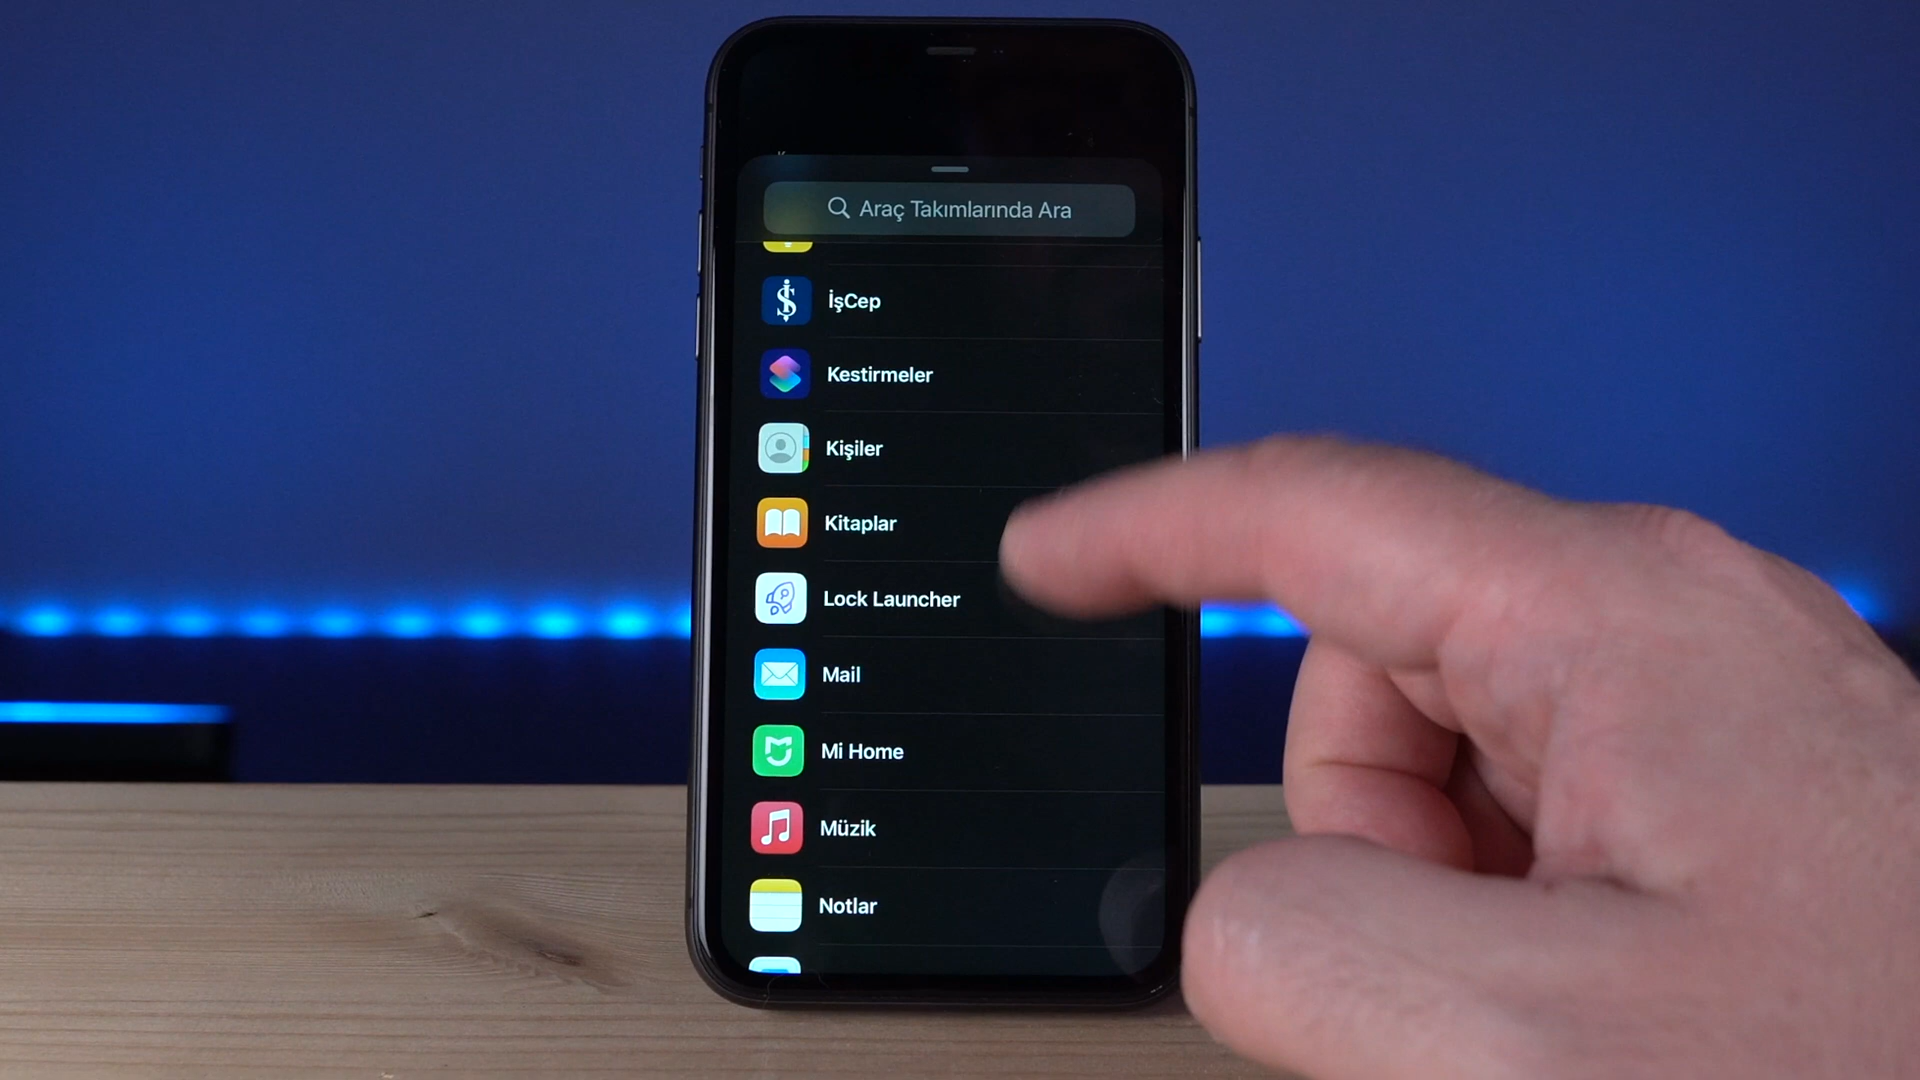 Araç Takımlarında Ara
İşCep
Kestirmeler
Kişiler
Kitaplar
Lock Launcher
Mail
Mi Home
Müzik
Notlar